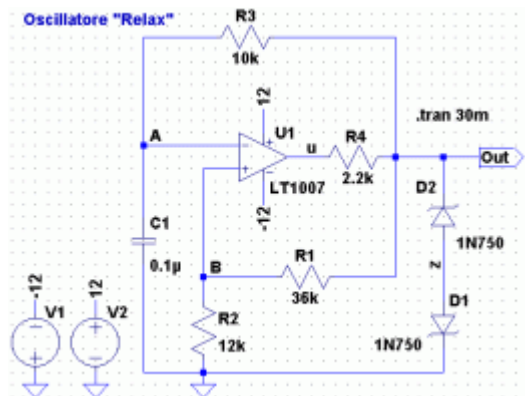 Oscillatore "Relax"
R3
10k
12
A
U1
.tran 30m
R4
u
Out
LT1007
2.2k
-12
D2
C1
1N750
0.1µ
B
R1
z
-12
12
36k
V1
V2
R2
D1
12k
1N750